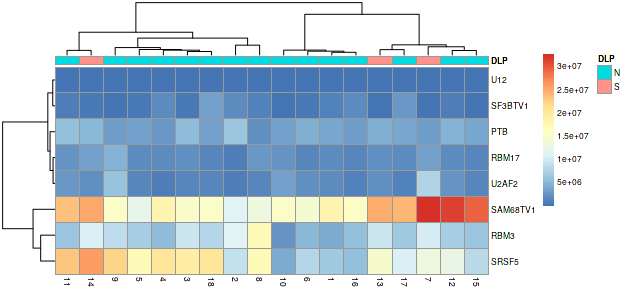 DLP
U12
SF3BTV1
PTB
RBM17
U2AF2
SAM68TV1
RBM3
SRSF5
11 14 9 5 4 3 18 2 8 10 6 1 16 13 17 7 12 15
3e+07
2.5e+07
2e+07
1.5e+07
1e+07
5e+06
DLP
N
S